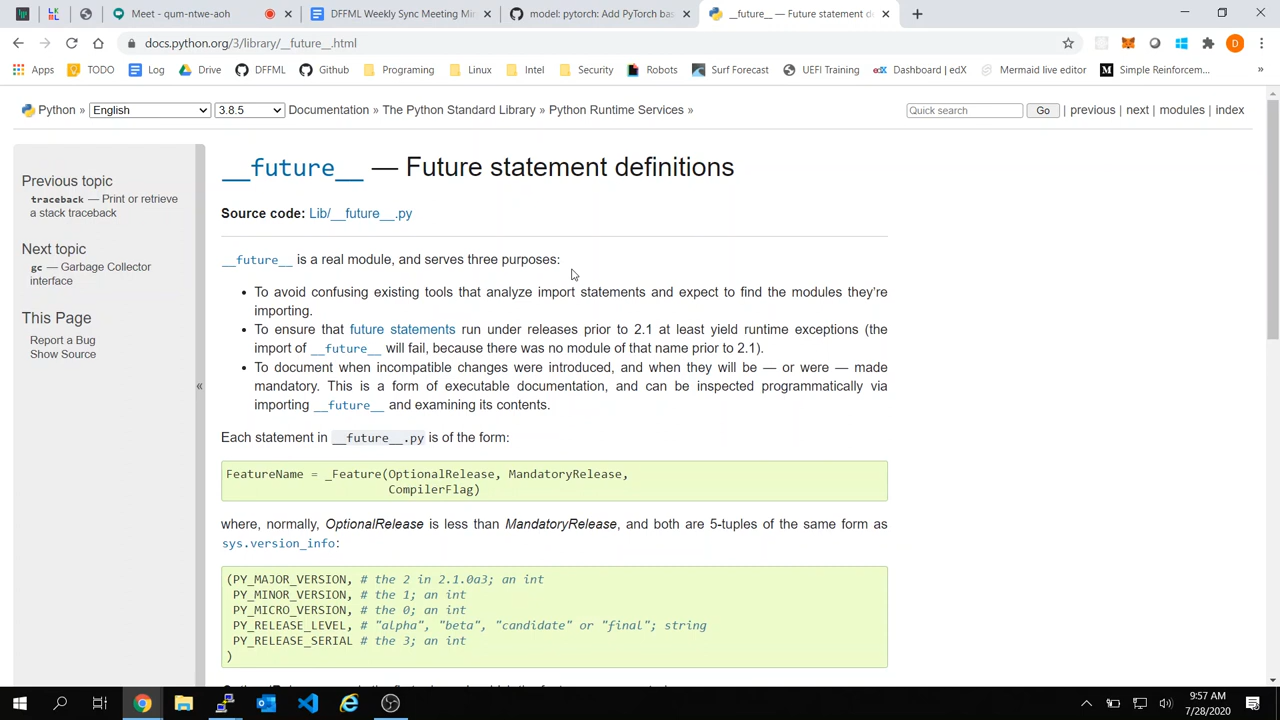 Meet - qum-ntwe-aoh
DFFML Weekly Sync Meeting Mi
model: pytorch: Add PyTorch bas
__future__ — Future statement de
docs.python.org/3/library/__future__.html
D
Apps
TODO
Log
Drive
DFFML
Github
Programing
Linux
Intel
Security
Robots
Surf Forecast
UEFI Training
edX
Dashboard | edX
Mermaid live editor
M
Simple Reinforcem...
»
Python »
English
3.8.5
Documentation » The Python Standard Library » Python Runtime Services »
Quick search
Go
| previous | next | modules | index
Previous topic
traceback — Print or retrieve
a stack traceback
Next topic
gc — Garbage Collector
interface
This Page
Report a Bug
Show Source
«
__future__ — Future statement definitions
Source code: Lib/__future__.py
__future__ is a real module, and serves three purposes:
• To avoid confusing existing tools that analyze import statements and expect to find the modules they’re
importing.
• To ensure that future statements run under releases prior to 2.1 at least yield runtime exceptions (the
import of __future__ will fail, because there was no module of that name prior to 2.1).
• To document when incompatible changes were introduced, and when they will be — or were — made
mandatory. This is a form of executable documentation, and can be inspected programmatically via
importing __future__ and examining its contents.
Each statement in __future__.py is of the form:
FeatureName = _Feature(OptionalRelease, MandatoryRelease,
CompilerFlag)
where, normally, OptionalRelease is less than MandatoryRelease, and both are 5-tuples of the same form as
sys.version_info:
(PY_MAJOR_VERSION, # the 2 in 2.1.0a3; an int
PY_MINOR_VERSION, # the 1; an int
PY_MICRO_VERSION, # the 0; an int
PY_RELEASE_LEVEL, # "alpha", "beta", "candidate" or "final"; string
PY_RELEASE_SERIAL # the 3; an int
)
9:57 AM
7/28/2020